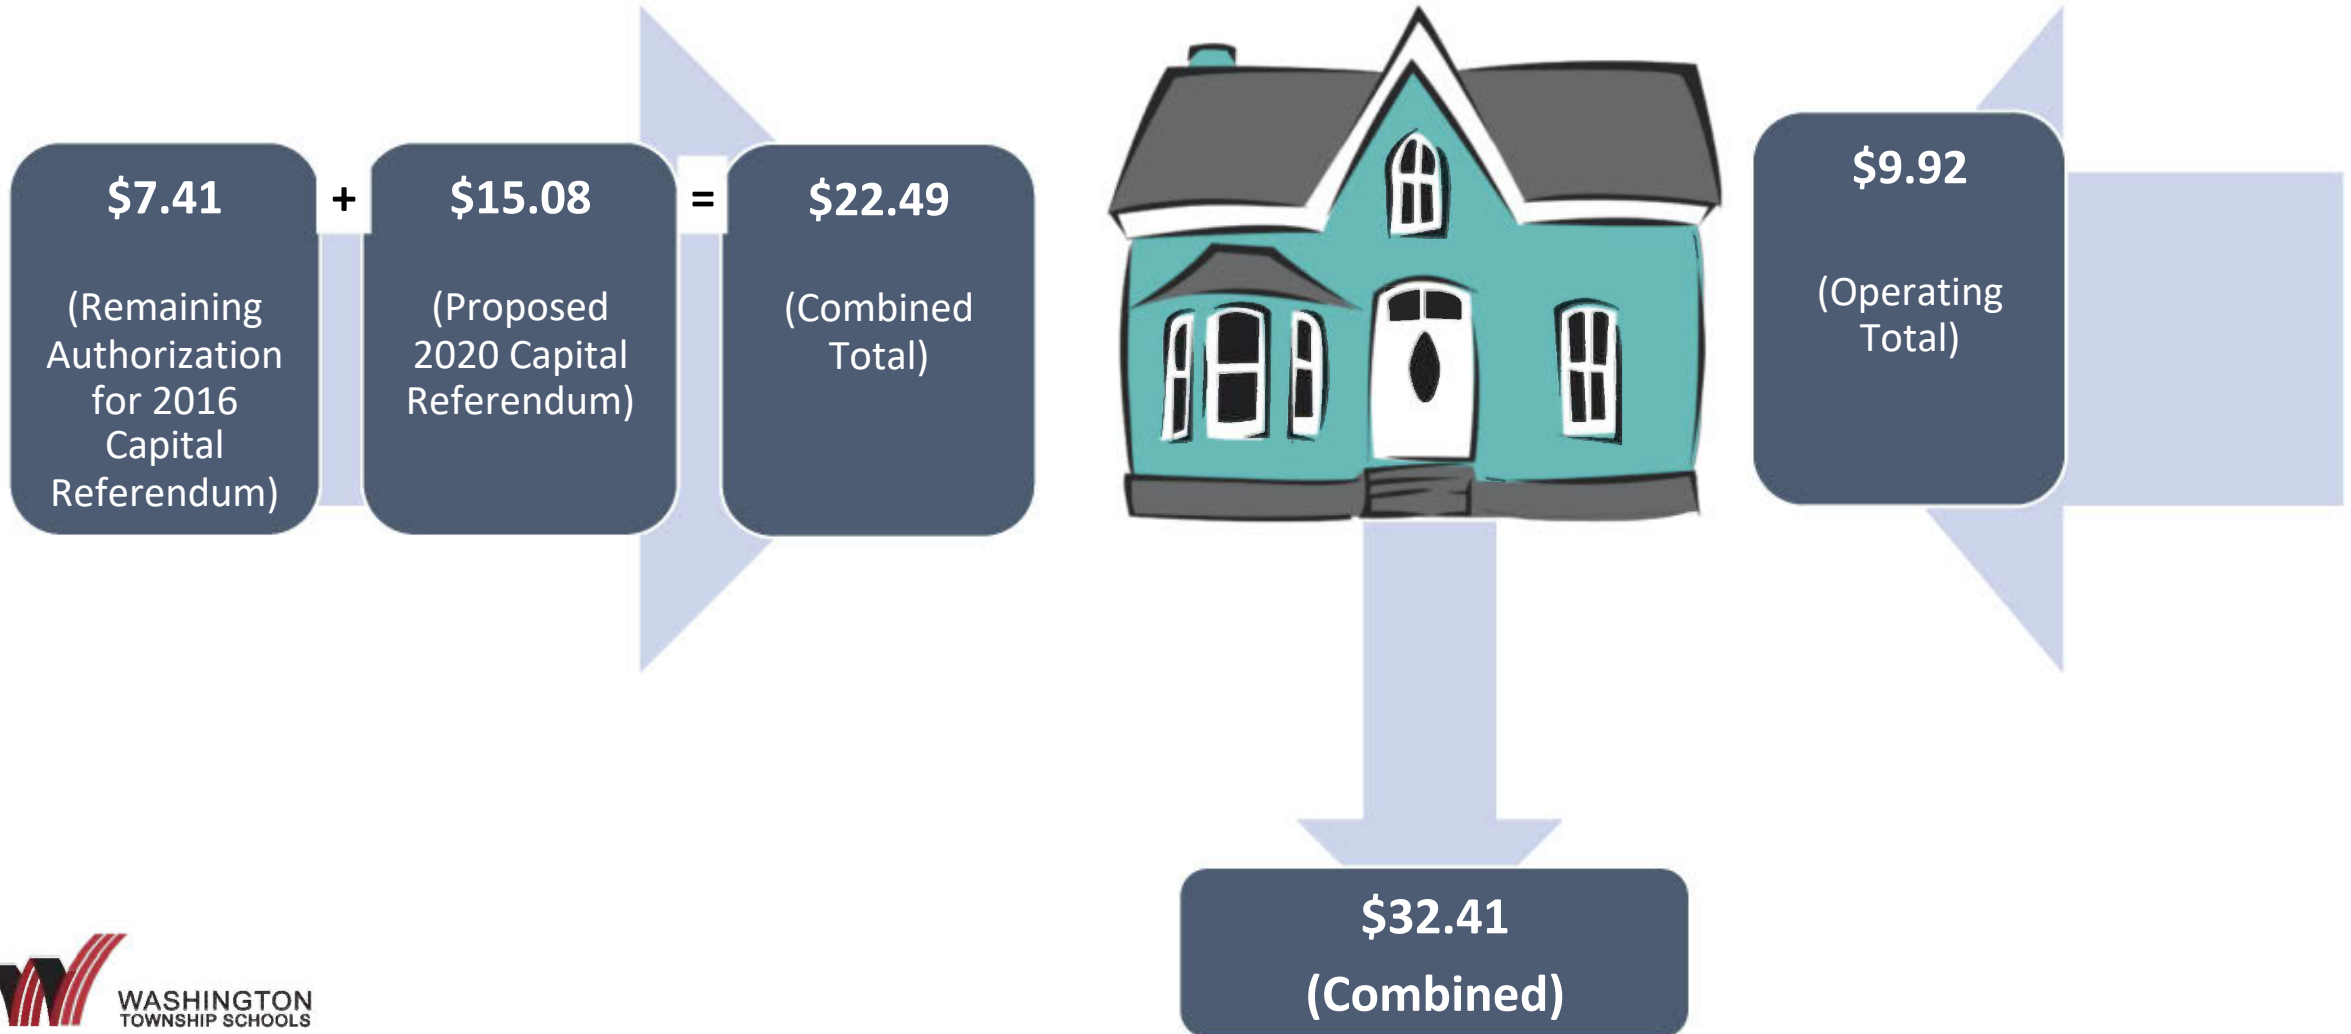 $7.41
(Remaining
Authorization
for 2016
Capital
Referendum)
+
$15.08
(Proposed
2020 Capital
Referendum)
=
$22.49
(Combined
Total)
$9.92
(Operating
Total)
$32.41
(Combined)
WASHINGTON
TOWNSHIP SCHOOLS